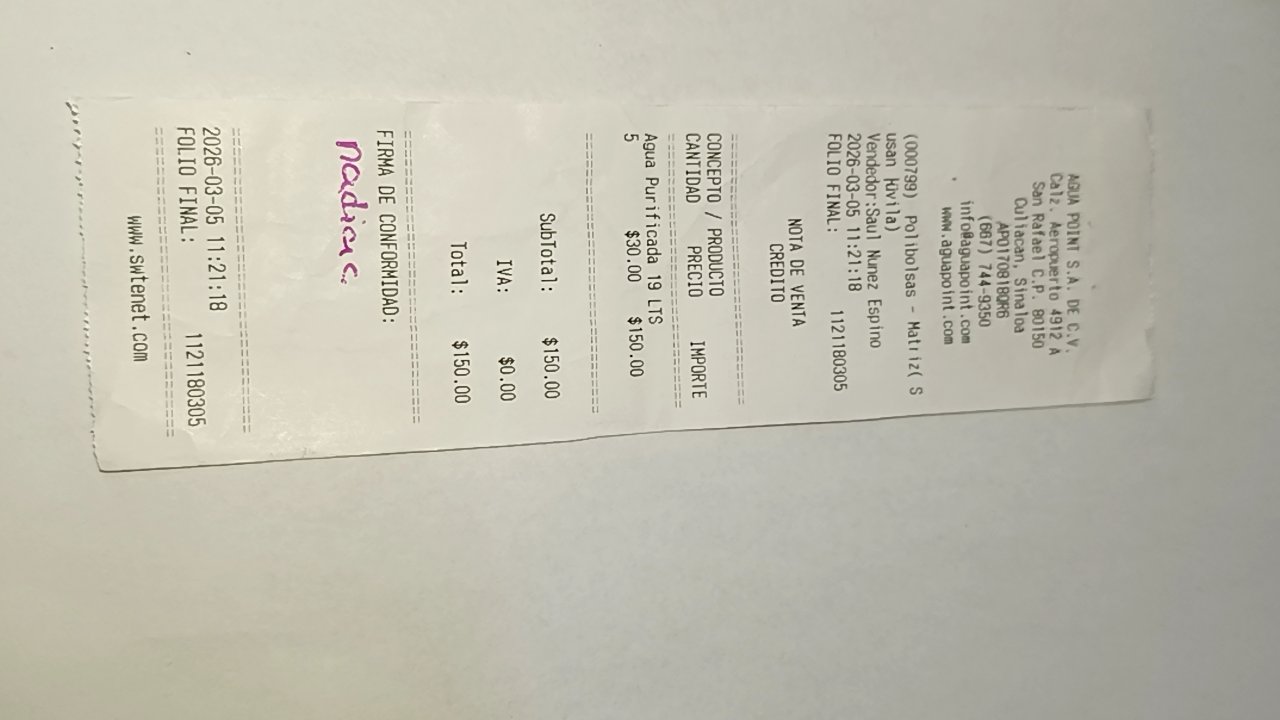 AGUA POINT S.A. DE C.V.
Calz. Aeropuerto 4912 A
San Rafael C.P. 80150
Culiacan, Sinaloa
APO170818QR6
(667) 744-9350
info@aguapoint.com
www.aguapoint.com
(000799) Polibolsas - Matriz( S
usan
Vendedor:Saul Nunez Espino
2026-03-05 11:21:18
FOLIO FINAL: 1121180305
NOTA DE VENTA
CREDITO
CONCEPTO / PRODUCTO
CANTIDAD PRECIO IMPORTE
Agua Purificada 19 LTS
5 $30.00 $150.00
SubTotal: $150.00
IVA: $0.00
Total: $150.00
FIRMA DE CONFORMIDAD:
nadia c.
2026-03-05 11:21:18
FOLIO FINAL: 1121180305
www.swtenet.com